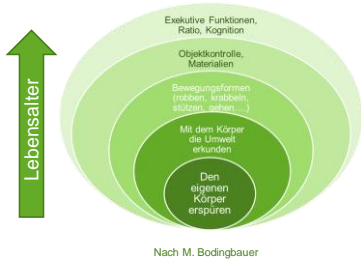 Exekutive Funktionen,
Ratio, Kognition
Objektkontrolle,
Materialien
Bewegungsformen
(robben, krabbeln,
stützen, gehen....)
Mit dem Körper
die Umwelt
erkunden
Den
eigenen
Körper
erspüren
Lebensalter
Nach M. Bodingbauer